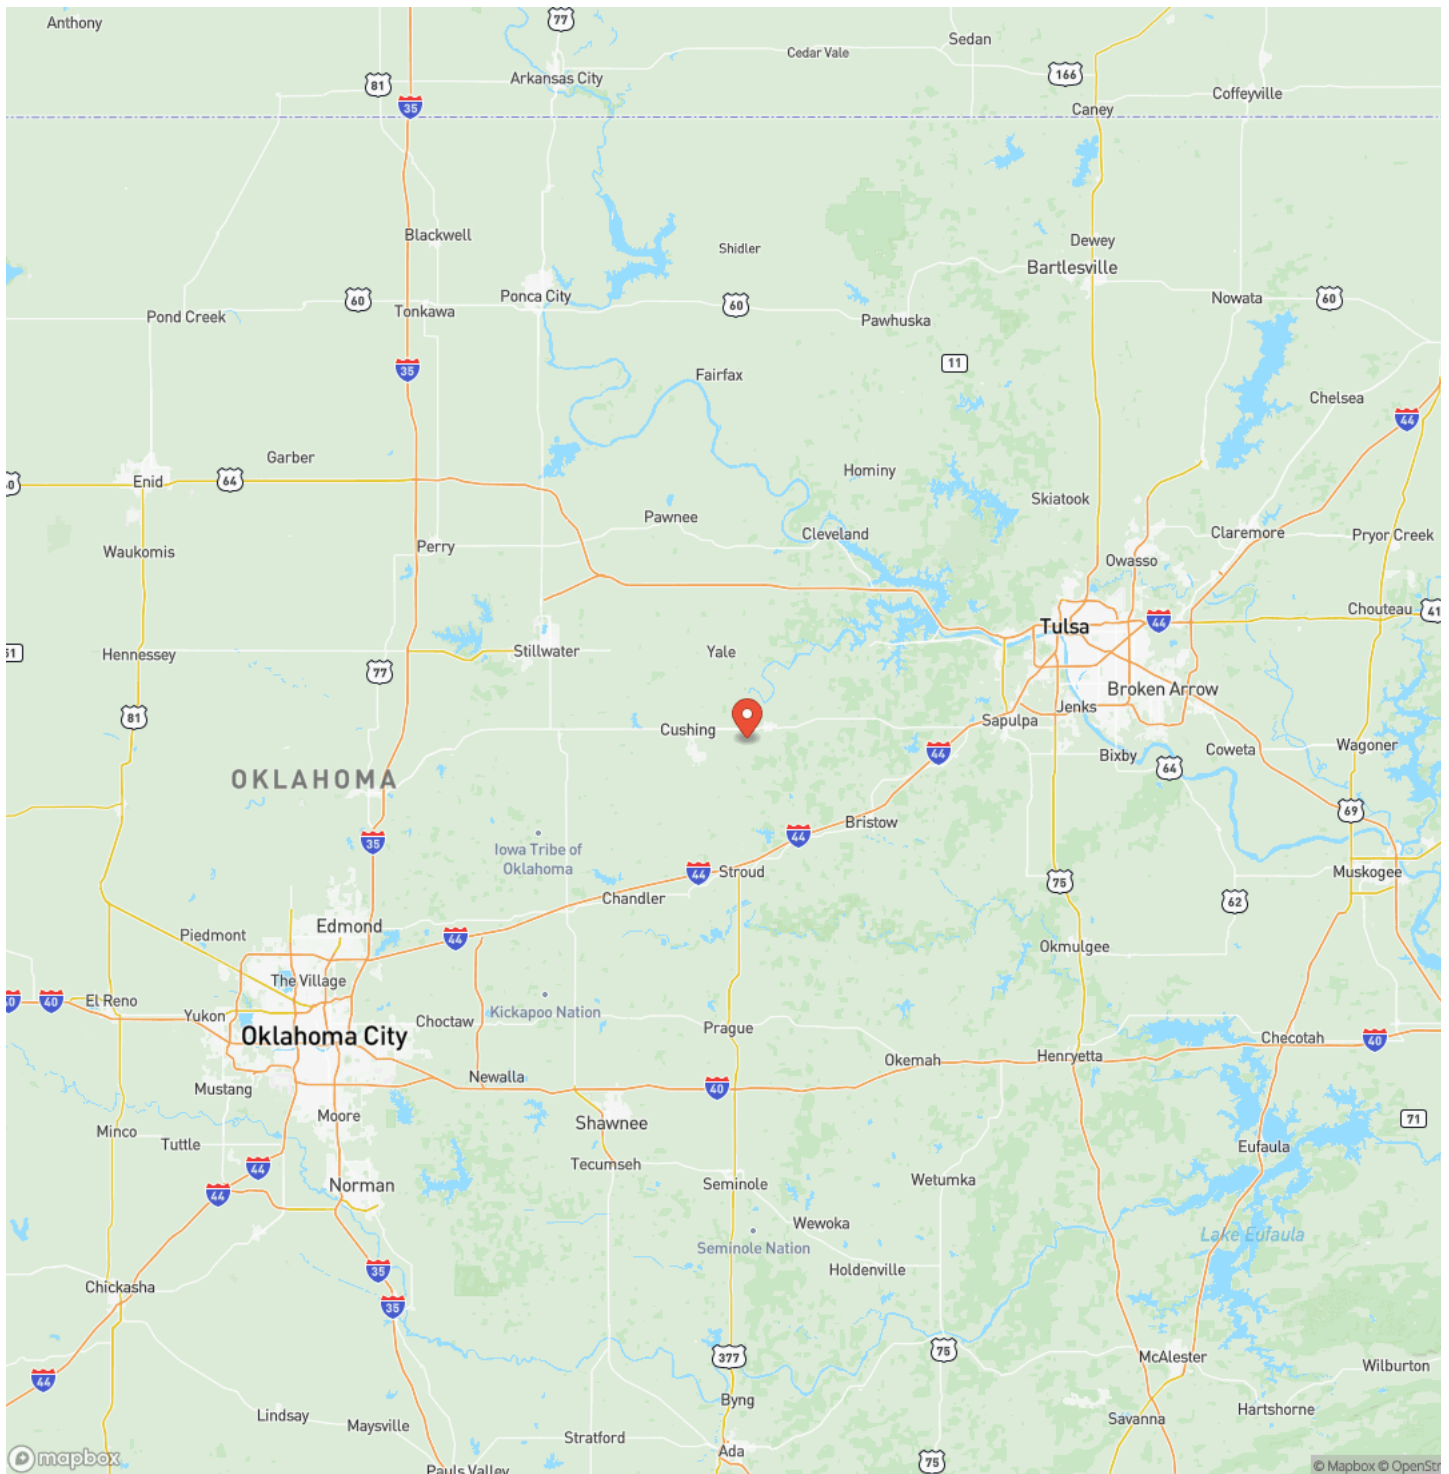 Anthony
77
Sedan
Cedar Vale
81
Arkansas City
166
Coffeyville
35
Caney
Blackwell
Shidler
Dewey
Bartlesville
60
Ponca City
60
Nowata
60
Pond Creek
Tonkawa
Pawhuska
35
11
Fairfax
Chelsea
44
Garber
Hominy
Enid
64
Skiatook
Pawnee
Cleveland
Claremore
Pryor Creek
Waukomis
Perry
Owasso
Chouteau
41
Tulsa
44
51
Hennessey
Stillwater
Yale
77
Broken Arrow
81
Cushing
Sapulpa
Jenks
44
Bixby
64
Coweta
Wagoner
OKLAHOMA
69
Bristow
35
44
Iowa Tribe of
Oklahoma
44
Stroud
Muskogee
Chandler
75
62
Edmond
Piedmont
44
Okmulgee
The Village
40
El Reno
Yukon
Choctaw
Kickapoo Nation
Prague
Oklahoma City
Okemah
Henryetta
Checotah
40
Mustang
Newalla
40
Moore
Shawnee
71
Minco
Tuttle
Eufaula
44
Tecumseh
44
Norman
Seminole
Wetumka
Wewoka
Seminole Nation
Lake Eufaula
35
Holdenville
Chickasha
35
377
75
McAlester
Wilburton
44
Byng
Hartshorne
Lindsay
Maysville
Savanna
Stratford
Ada
75
Pauls Valley
mapbox
© Mapbox © OpenStr